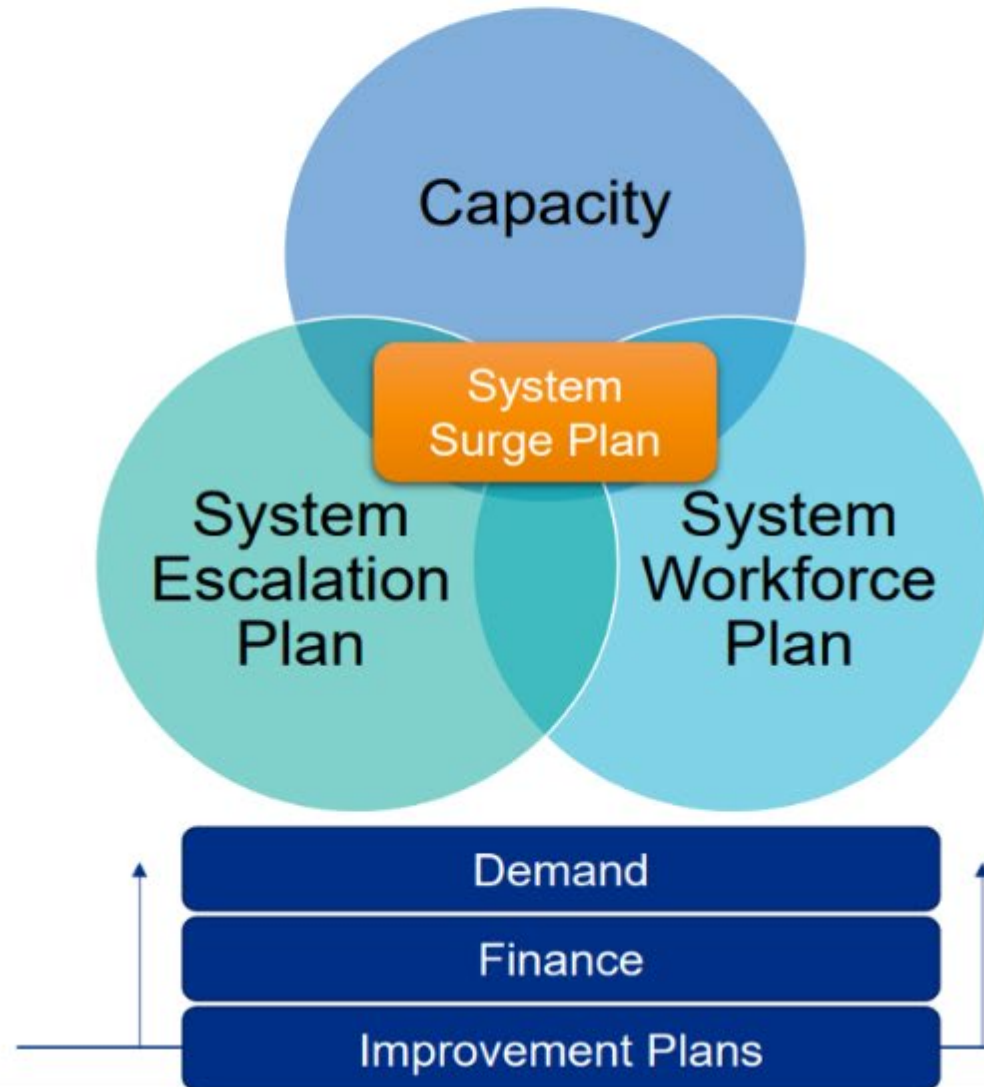 Capacity
System
Surge Plan
System
Escalation
Plan
System
Workforce
Plan
Demand
Finance
Improvement Plans